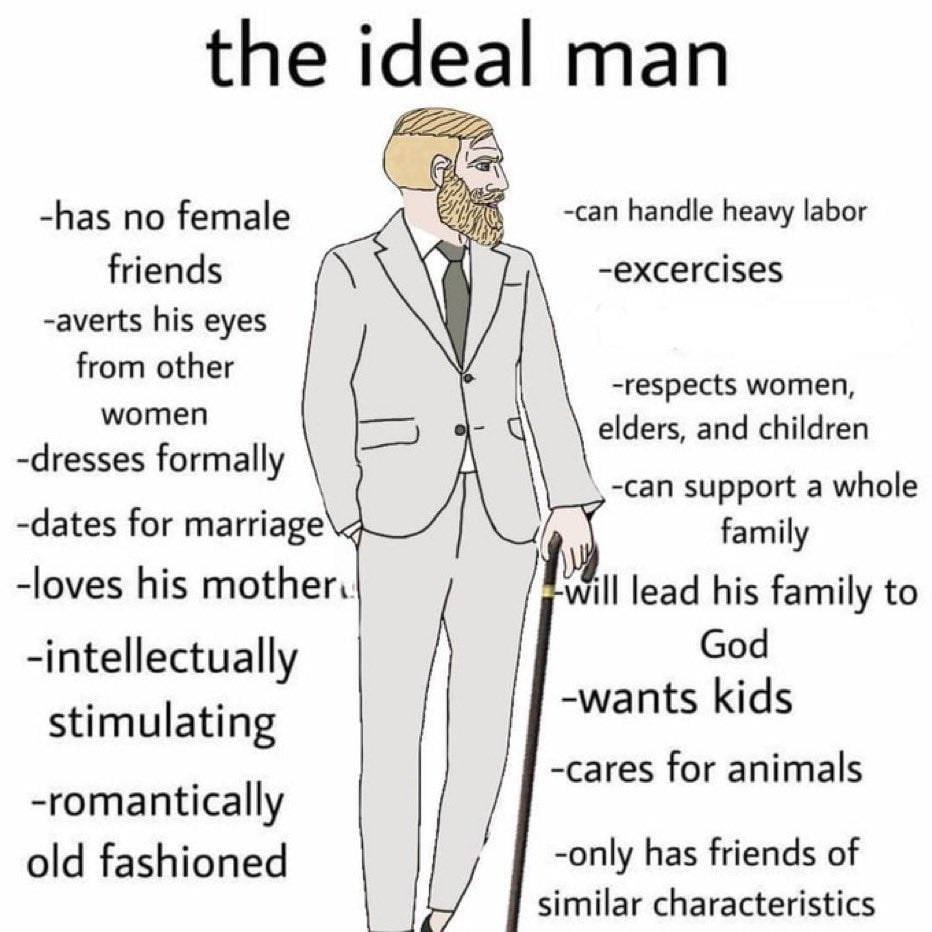 the ideal man
-has no female
friends
-averts his eyes
from other
women
-dresses formally
-dates for marriage
-loves his mother
-intellectually
stimulating
-romantically
old fashioned
-can handle heavy labor
-excercises
-respects women,
elders, and children
-can support a whole
family
-will lead his family to
God
-wants kids
-cares for animals
-only has friends of
similar characteristics